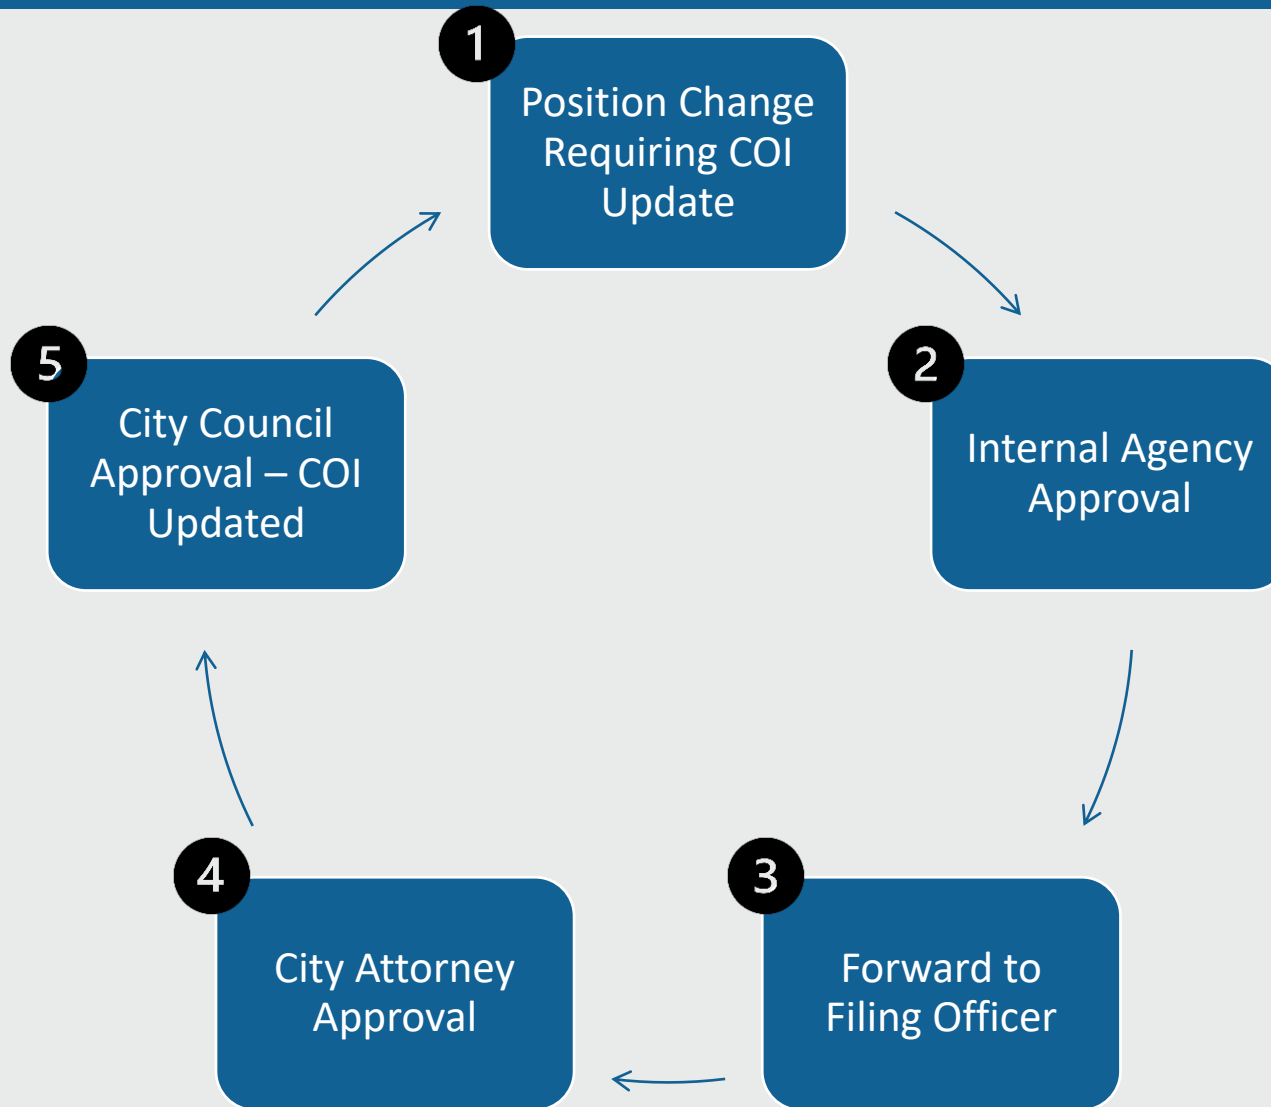 1
Position Change
Requiring COI
Update
2
Internal Agency
Approval
3
Forward to
Filing Officer
4
City Attorney
Approval
5
City Council
Approval – COI
Updated